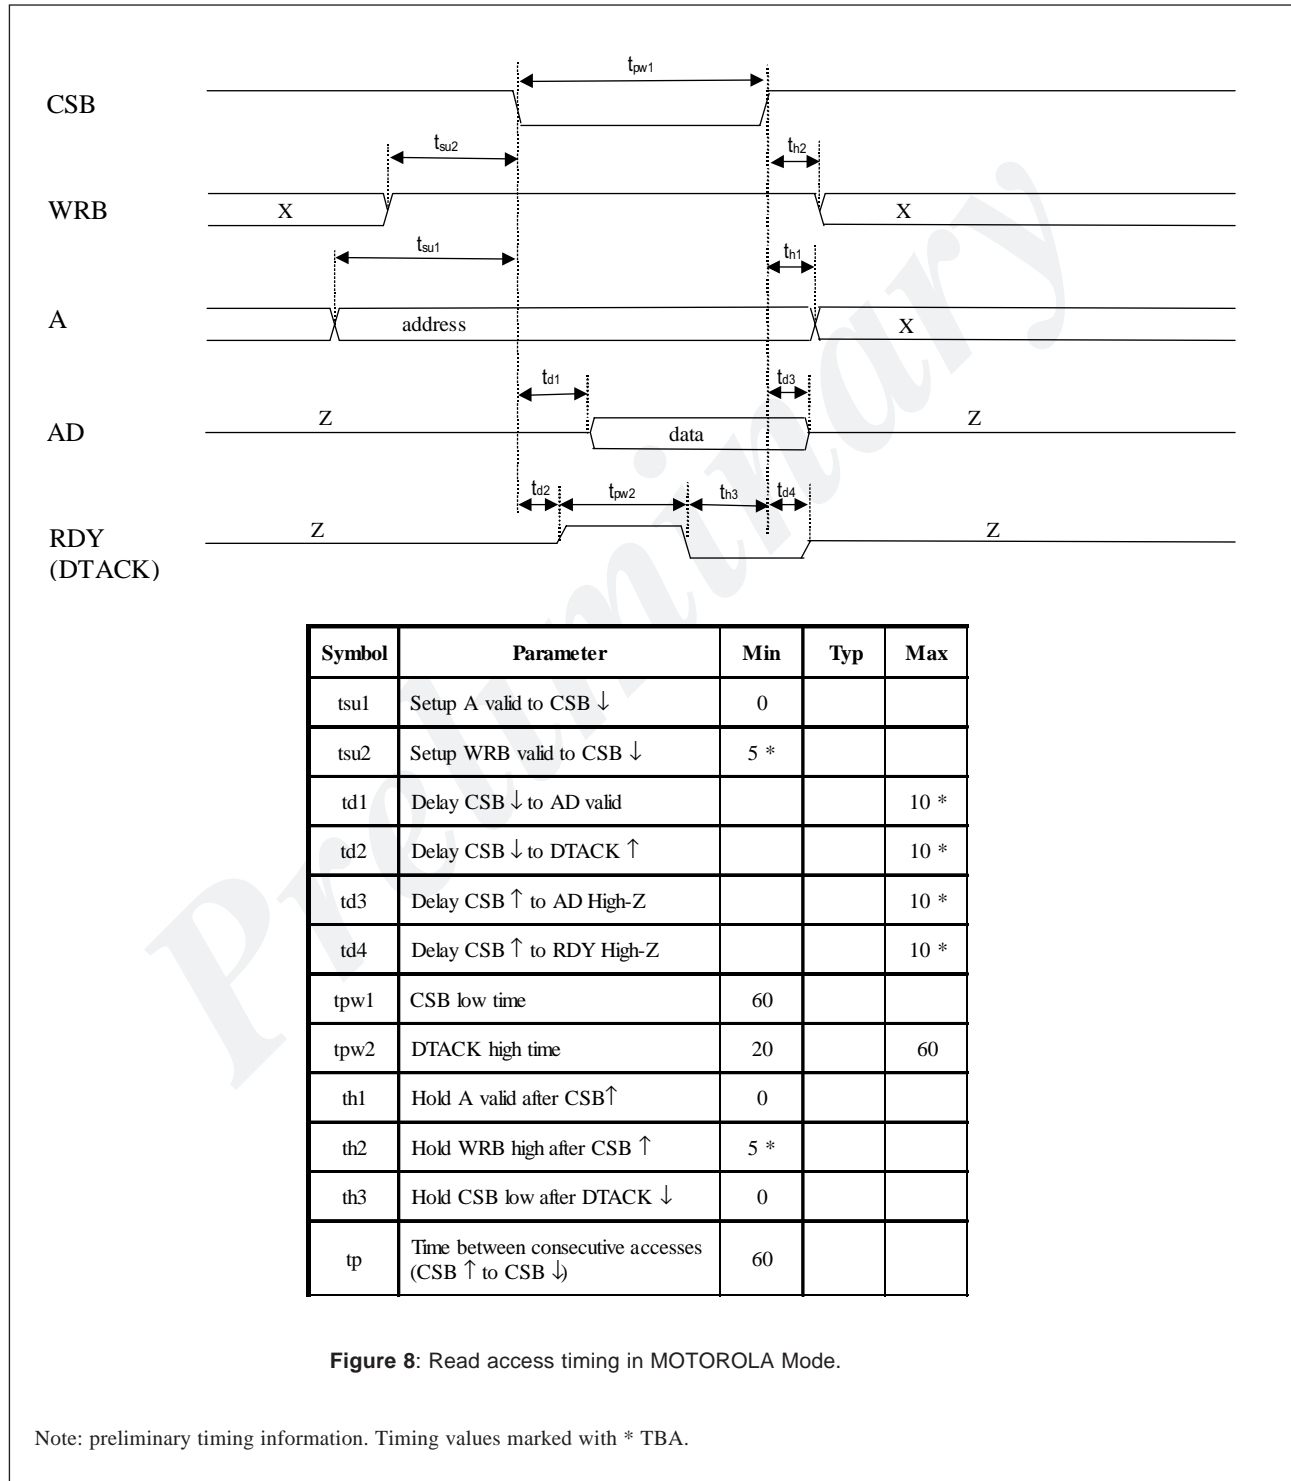 tpw1
CSB
tsu2
th2
WRB
X
X
tsu1
th1
A
address
X
td1
td3
AD
Z
data
Z
td2
tpw2
th3
td4
RDY
(DTACK)
Z
Z
Symbol Parameter Min Typ Max
tsu1 Setup A valid to CSB ↓ 0
tsu2 Setup WRB valid to CSB ↓ 5 *
td1 Delay CSB ↓ to AD valid 10 *
td2 Delay CSB ↓ to DTACK ↑ 10 *
td3 Delay CSB ↑ to AD High-Z 10 *
td4 Delay CSB ↑ to RDY High-Z 10 *
tpw1 CSB low time 60
tpw2 DTACK high time 20 60
th1 Hold A valid after CSB↑ 0
th2 Hold WRB high after CSB ↑ 5 *
th3 Hold CSB low after DTACK ↓ 0
tp Time between consecutive accesses
(CSB ↑ to CSB ↓) 60
Preliminary
Figure 8: Read access timing in MOTOROLA Mode.
Note: preliminary timing information. Timing values marked with * TBA.